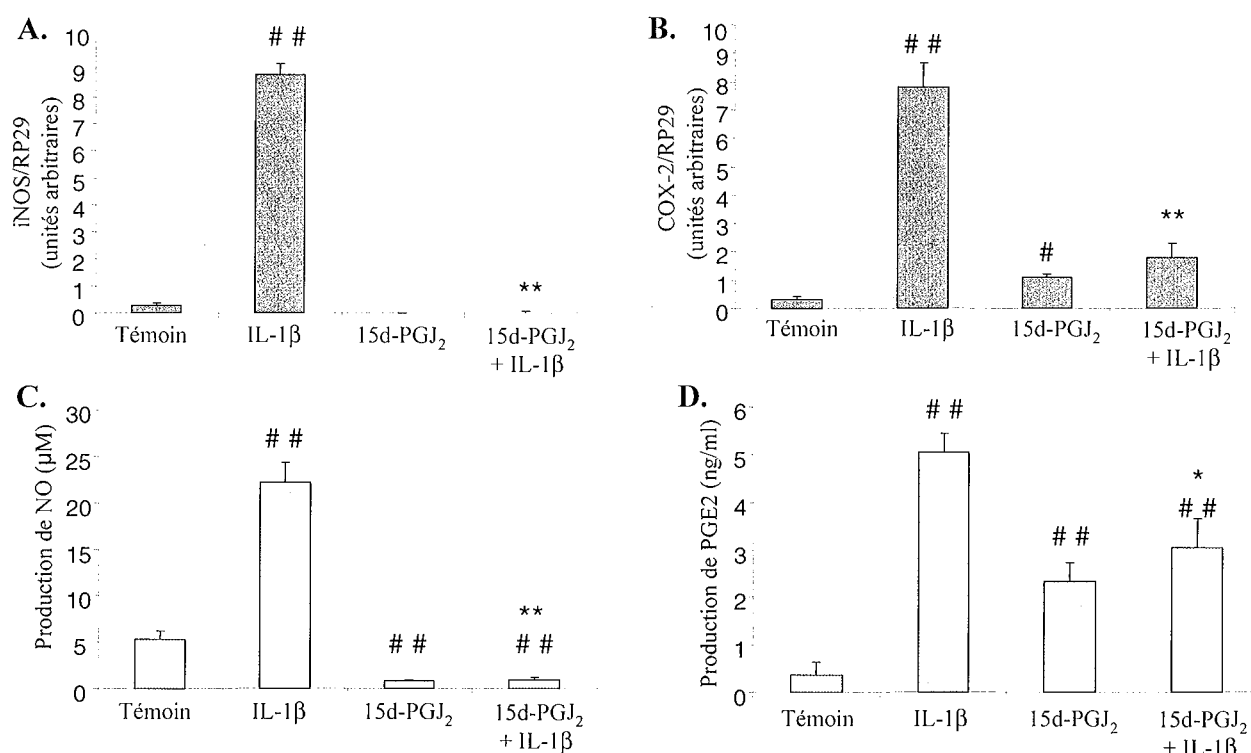 A.
iNOS/RP29
(unités arbitraires)
10
9
8
7
6
5
4
3
2
1
0
# #
**
Témoin
IL-1β
15d-PGJ₂
15d-PGJ₂
+ IL-1β
B.
COX-2/RP29
(unités arbitraires)
10
9
8
7
6
5
4
3
2
1
0
# #
#
**
Témoin
IL-1β
15d-PGJ₂
15d-PGJ₂
+ IL-1β
C.
Production de NO (µM)
30
25
20
15
10
5
0
# #
# #
**
# #
Témoin
IL-1β
15d-PGJ₂
15d-PGJ₂
+ IL-1β
D.
Production de PGE2 (ng/ml)
6
5
4
3
2
1
0
# #
# #
*
# #
Témoin
IL-1β
15d-PGJ₂
15d-PGJ₂
+ IL-1β